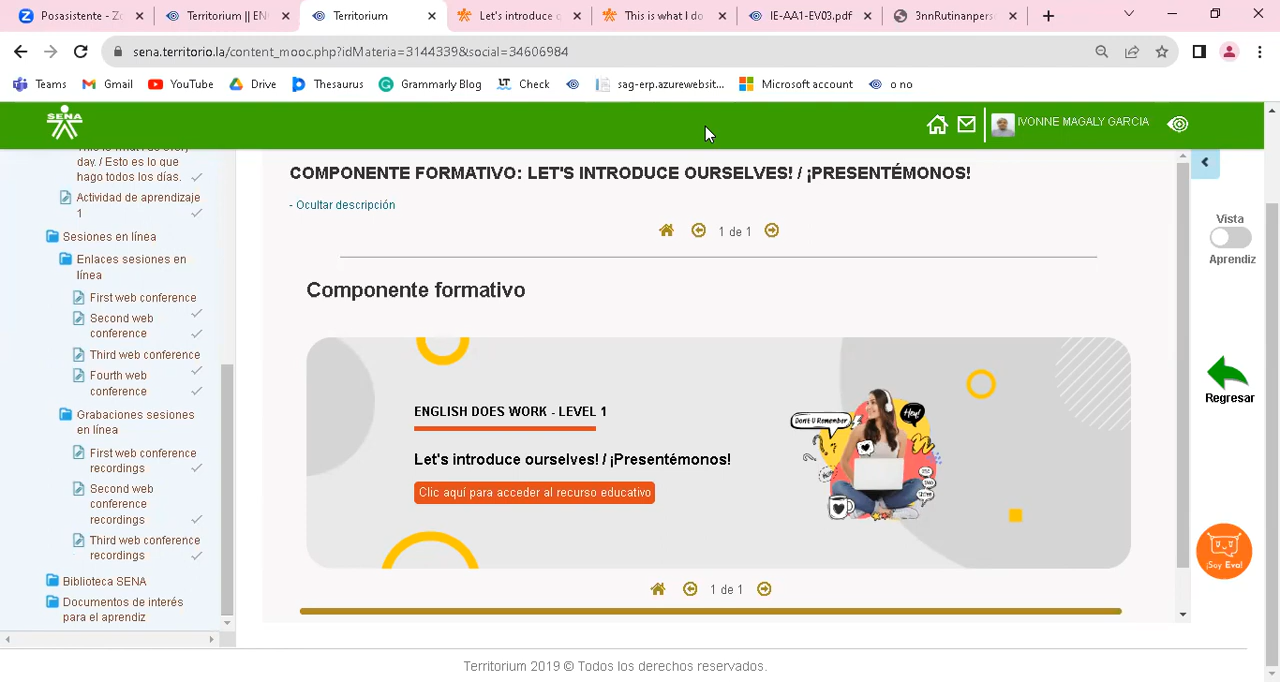 Posasistente - Zo
Territorium || EN
Territorium
Let's introduce o
This is what I do
IE-AA1-EV03.pdf
3nnRutinanpers
sena.territorio.la/content_mooc.php?idMateria=3144339&social=34606984
Teams
Gmail
YouTube
Drive
Thesaurus
Grammarly Blog
Check
sag-erp.azurewebsit...
Microsoft account
o no
SENA
IVONNE MAGALY GARCIA
day. / Esto es lo que
hago todos los días.
Actividad de aprendizaje
1
Sesiones en línea
Enlaces sesiones en
línea
First web conference
Second web
conference
Third web conference
Fourth web
conference
Grabaciones sesiones
en línea
First web conference
recordings
Second web
conference
recordings
Third web conference
recordings
Biblioteca SENA
Documentos de interés
para el aprendiz
COMPONENTE FORMATIVO: LET'S INTRODUCE OURSELVES! / ¡PRESENTÉMONOS!
- Ocultar descripción
1 de 1
Componente formativo
ENGLISH DOES WORK - LEVEL 1
Let's introduce ourselves! / ¡Presentémonos!
Clic aquí para acceder al recurso educativo
Don't U Remember
Hey!
1 de 1
Vista
Aprendiz
Regresar
¡Soy Eva!
Territorium 2019 © Todos los derechos reservados.